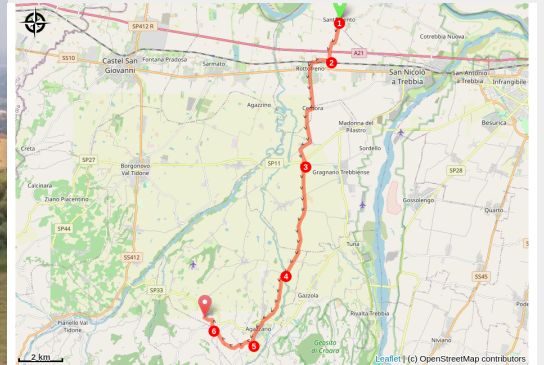 SP412 R
1
Cotrebbia Nuova
A21
SS10
Fontana Pradosa
Castel San
Giovanni
Sarmato
2
Rottofreno
San Nicolò
a Trebbia
Sant'Antonio
a Trebbia
Infrangibile
Agazzino
Centora
Madonna del
Pilastro
Besurica
Creta
Sordello
SP27
SP11
3
Gragnano Trebbiense
SP28
Borgonovo
Val Tidone
Calcinara
Ziano Piacentino
Gossolengo
Quarto
SP44
Tuna
SS412
4
SS45
SP33
Gazzola
Pianello Val
Tidone
6
Agazzano
Rivalta-Trebbia
5
Geosito
di Croara
Niviano
2 km
Leaflet | (c) OpenStreetMap contributors